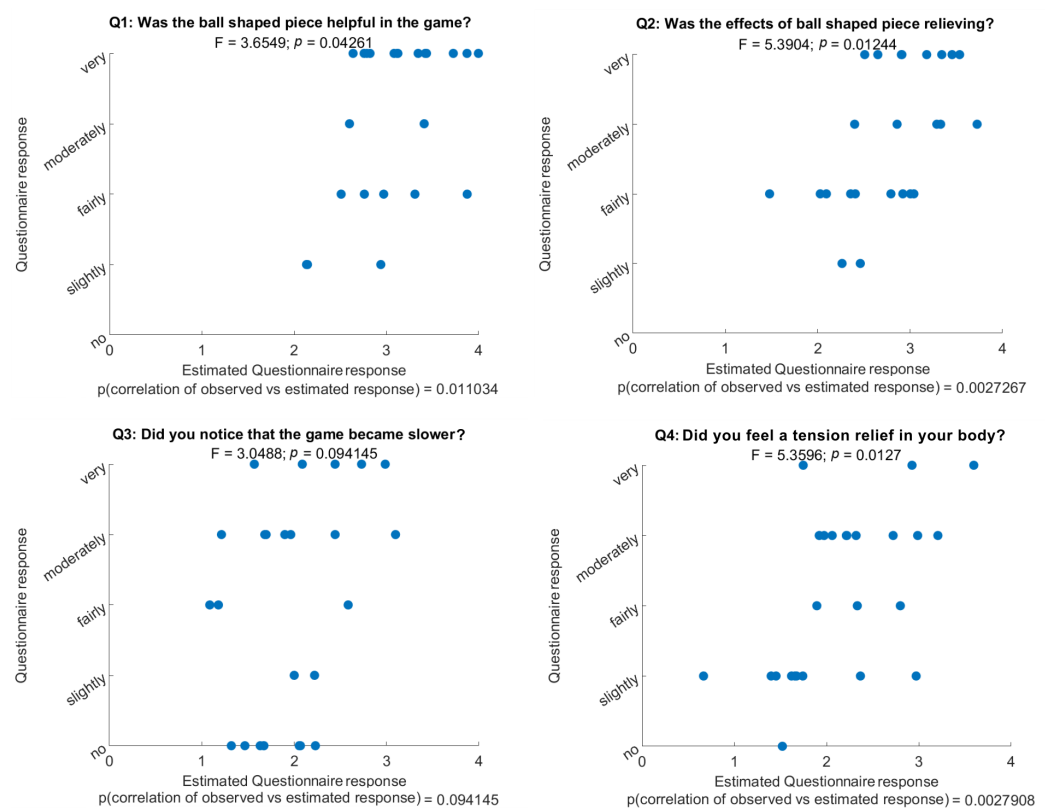 Q1: Was the ball shaped piece helpful in the game?
F = 3.6549; p = 0.04261
very
moderately
fairly
slightly
no
Questionnaire response
0 1 2 3 4
Estimated Questionnaire response
p(correlation of observed vs estimated response) = 0.011034
Q2: Was the effects of ball shaped piece relieving?
F = 5.3904; p = 0.01244
very
moderately
fairly
slightly
no
Questionnaire response
0 1 2 3 4
Estimated Questionnaire response
p(correlation of observed vs estimated response) = 0.0027267
Q3: Did you notice that the game became slower?
F = 3.0488; p = 0.094145
very
moderately
fairly
slightly
no
Questionnaire response
0 1 2 3 4
Estimated Questionnaire response
p(correlation of observed vs estimated response) = 0.094145
Q4: Did you feel a tension relief in your body?
F = 5.3596; p = 0.0127
very
moderately
fairly
slightly
no
Questionnaire response
0 1 2 3 4
Estimated Questionnaire response
p(correlation of observed vs estimated response) = 0.0027908